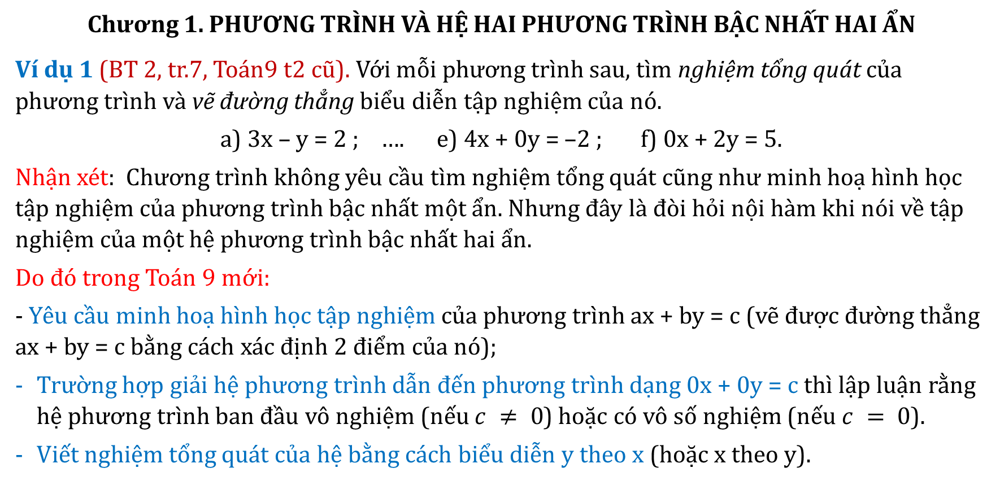 Chương 1. PHƯƠNG TRÌNH VÀ HỆ HAI PHƯƠNG TRÌNH BẬC NHẤT HAI ẨN
Ví dụ 1 (BT 2, tr.7, Toán9 t2 cũ). Với mỗi phương trình sau, tìm nghiệm tổng quát của
phương trình và vẽ đường thẳng biểu diễn tập nghiệm của nó.
a) 3x – y = 2 ; .... e) 4x + 0y = –2 ; f) 0x + 2y = 5.
Nhận xét: Chương trình không yêu cầu tìm nghiệm tổng quát cũng như minh hoạ hình học
tập nghiệm của phương trình bậc nhất một ẩn. Nhưng đây là đòi hỏi nội hàm khi nói về tập
nghiệm của một hệ phương trình bậc nhất hai ẩn.
Do đó trong Toán 9 mới:
- Yêu cầu minh hoạ hình học tập nghiệm của phương trình ax + by = c (vẽ được đường thẳng
ax + by = c bằng cách xác định 2 điểm của nó);
- Trường hợp giải hệ phương trình dẫn đến phương trình dạng 0x + 0y = c thì lập luận rằng
hệ phương trình ban đầu vô nghiệm (nếu c ≠ 0) hoặc có vô số nghiệm (nếu c = 0).
- Viết nghiệm tổng quát của hệ bằng cách biểu diễn y theo x (hoặc x theo y).